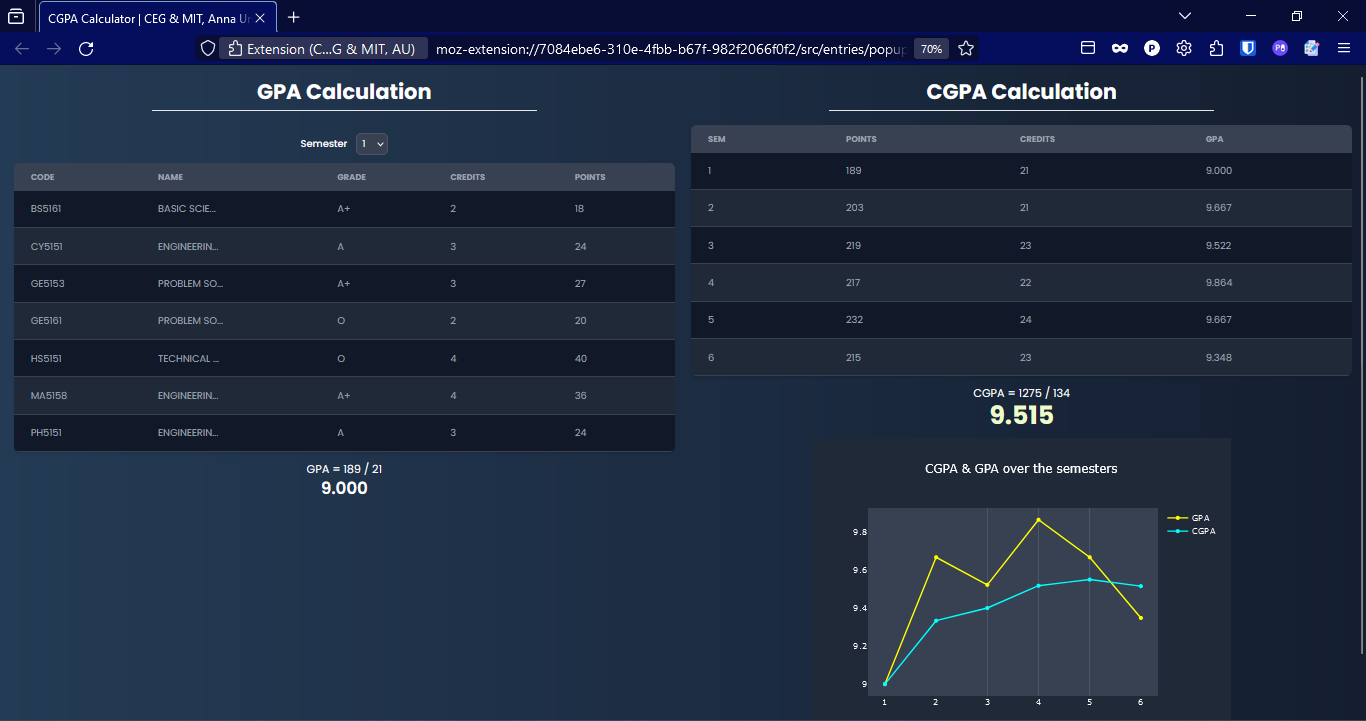 CGPA Calculator | CEG & MIT, Anna Un
Extension (C...G & MIT, AU)
moz-extension://7084ebe6-310e-4fbb-b67f-982f2066f0f2/src/entries/popup
70%
GPA Calculation
Semester 1
CODE NAME GRADE CREDITS POINTS
BS5161 BASIC SCIE... A+ 2 18
CY5151 ENGINEERIN... A 3 24
GE5153 PROBLEM SO... A+ 3 27
GE5161 PROBLEM SO... O 2 20
HS5151 TECHNICAL ... O 4 40
MA5158 ENGINEERIN... A+ 4 36
PH5151 ENGINEERIN... A 3 24
GPA = 189 / 21
9.000
CGPA Calculation
SEM POINTS CREDITS GPA
1 189 21 9.000
2 203 21 9.667
3 219 23 9.522
4 217 22 9.864
5 232 24 9.667
6 215 23 9.348
CGPA = 1275 / 134
9.515
CGPA & GPA over the semesters
GPA
CGPA
9.8
9.6
9.4
9.2
9
1 2 3 4 5 6